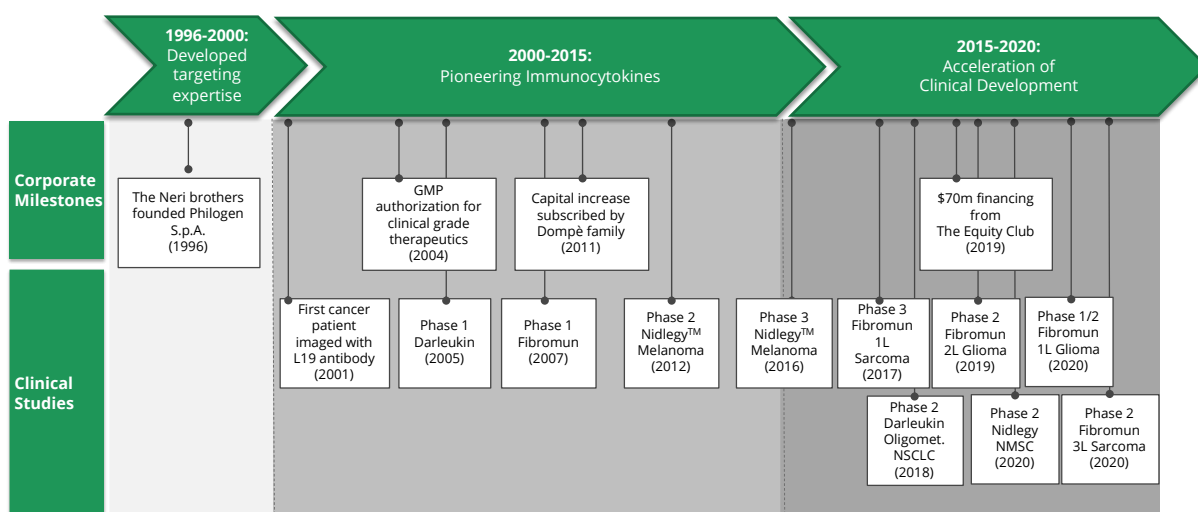 1996-2000:
Developed
targeting
expertise
2000-2015:
Pioneering Immunocytokines
2015-2020:
Acceleration of
Clinical Development
Corporate
Milestones
The Neri brothers
founded Philogen
S.p.A.
(1996)
GMP
authorization for
clinical grade
therapeutics
(2004)
Capital increase
subscribed by
Dompè family
(2011)
$70m financing
from
The Equity Club
(2019)
Clinical
Studies
First cancer
patient
imaged with
L19 antibody
(2001)
Phase 1
Darleukin
(2005)
Phase 1
Fibromun
(2007)
Phase 2
Nidlegy™
Melanoma
(2012)
Phase 3
Nidlegy™
Melanoma
(2016)
Phase 3
Fibromun
1L
Sarcoma
(2017)
Phase 2
Fibromun
2L Glioma
(2019)
Phase 1/2
Fibromun
1L Glioma
(2020)
Phase 2
Darleukin
Oligomet.
NSCLC
(2018)
Phase 2
Nidlegy
NMSC
(2020)
Phase 2
Fibromun
3L Sarcoma
(2020)